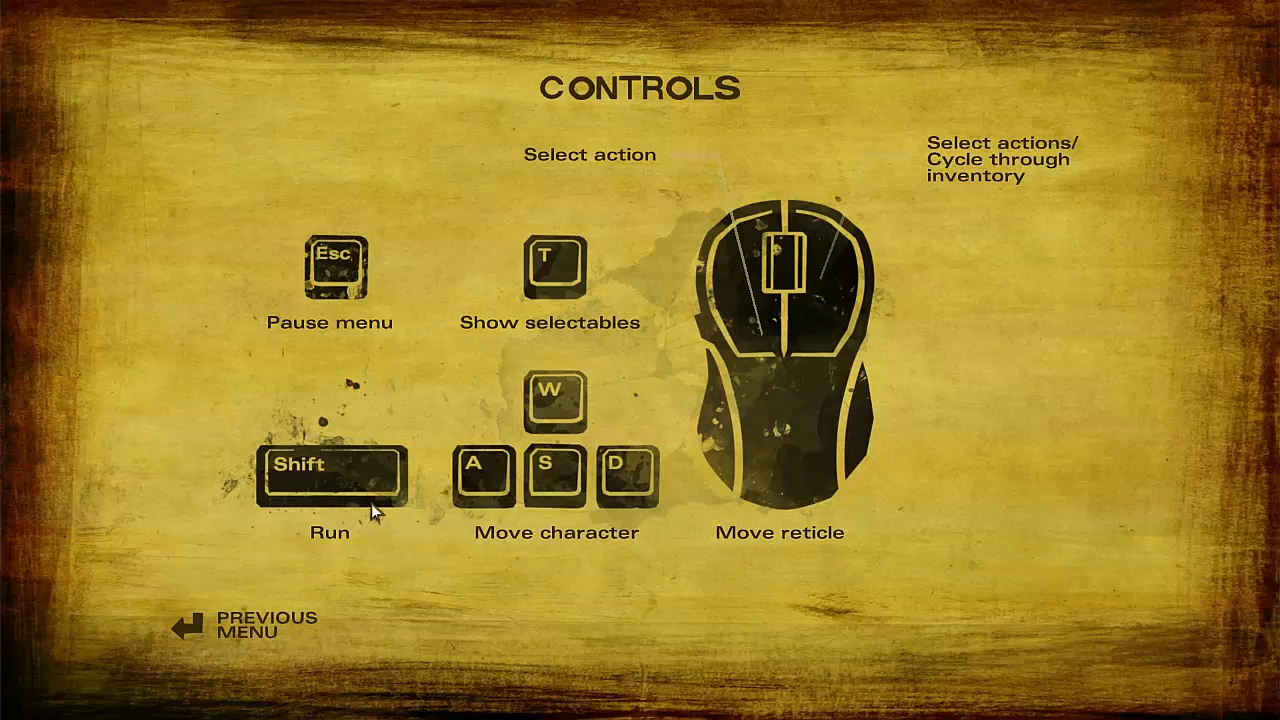 CONTROLS
Select action
Select actions/
Cycle through
inventory
Esc
T
Pause menu
Show selectables
W
Shift
A
S
D
Run
Move character
Move reticle
PREVIOUS
MENU